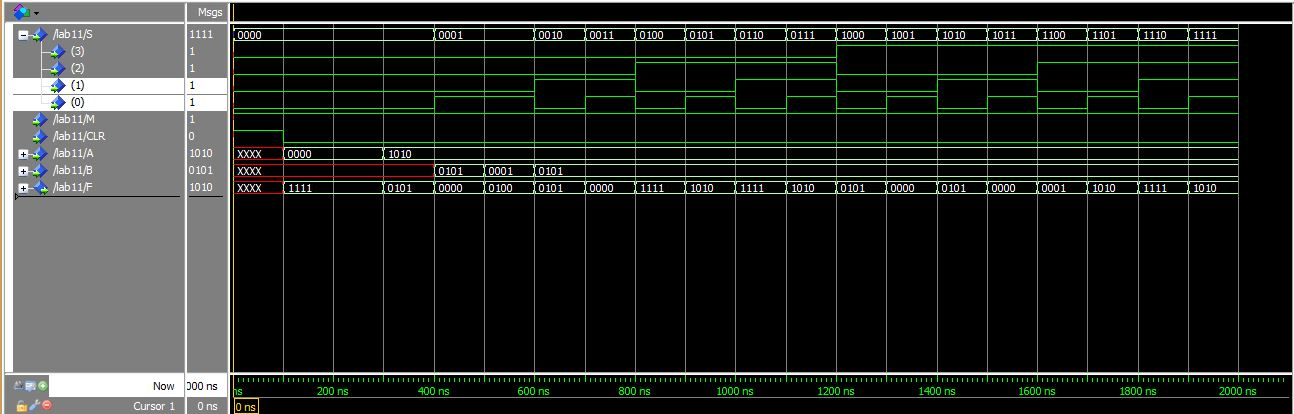 Msgs
/lab11/S 1111 0000 0001 0010 0011 0100 0101 0110 0111 1000 1001 1010 1011 1100 1101 1110 1111
(3) 1
(2) 1
(1) 1
(0) 1
/lab11/M 1
/lab11/CLR 0
/lab11/A 1010 XXXX 0000 1010
/lab11/B 0101 XXXX 0101 0001 0101
/lab11/F 1010 XXXX 1111 0101 0000 0100 0101 0000 1111 1010 1111 1010 0101 0000 0101 0000 0001 1010 1111 1010
Now 000 ns ns 200 ns 400 ns 600 ns 800 ns 1000 ns 1200 ns 1400 ns 1600 ns 1800 ns 2000 ns
Cursor 1 0 ns 0 ns